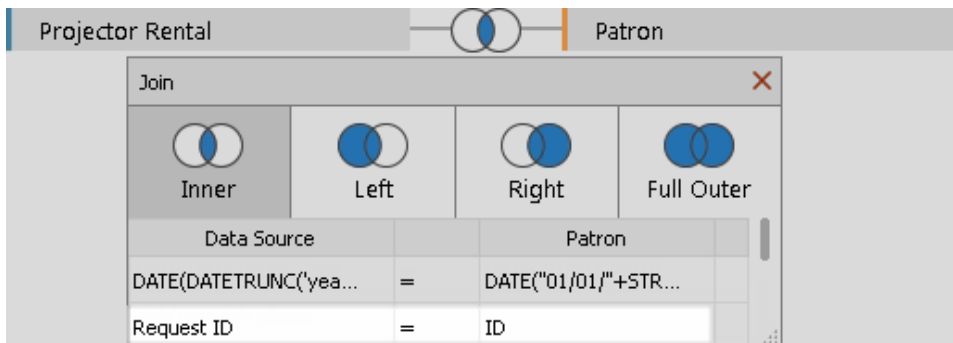 Projector Rental Patron
Join
Inner Left Right Full Outer
Data Source Patron
DATE(DATETRUNC('yea... = DATE("01/01/"+STR...
Request ID = ID